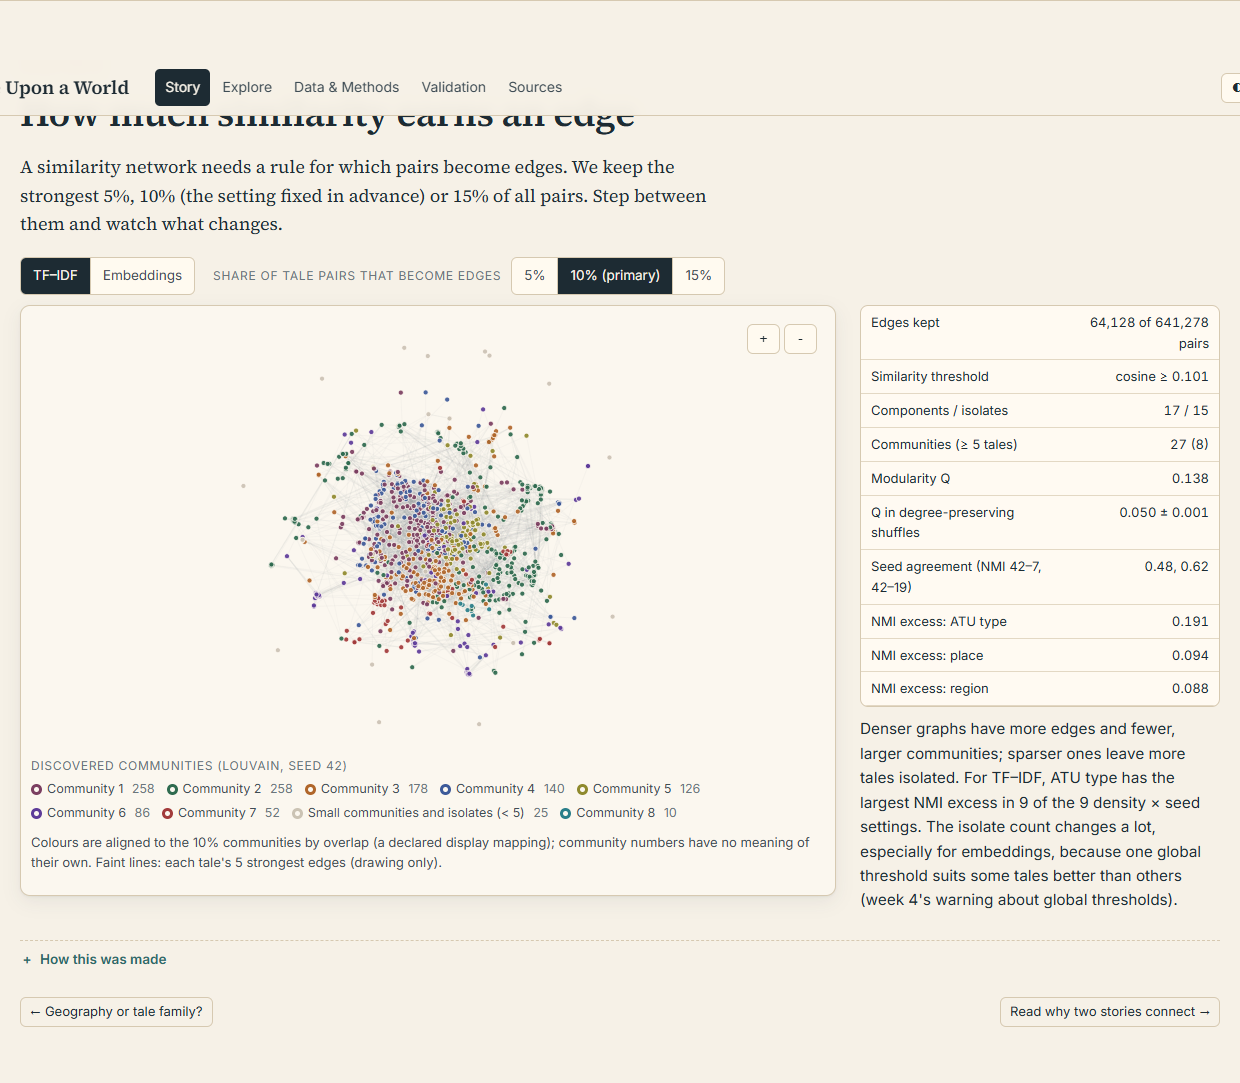 Upon a World
Story
Explore
Data & Methods
Validation
Sources
How much similarity earns an edge
A similarity network needs a rule for which pairs become edges. We keep the
strongest 5%, 10% (the setting fixed in advance) or 15% of all pairs. Step between
them and watch what changes.
TF–IDF
Embeddings
SHARE OF TALE PAIRS THAT BECOME EDGES
5%
10% (primary)
15%
+
-
DISCOVERED COMMUNITIES (LOUVAIN, SEED 42)
Community 1 258
Community 2 258
Community 3 178
Community 4 140
Community 5 126
Community 6 86
Community 7 52
Small communities and isolates (< 5) 25
Community 8 10
Colours are aligned to the 10% communities by overlap (a declared display mapping); community numbers have no meaning of
their own. Faint lines: each tale's 5 strongest edges (drawing only).
Edges kept
64,128 of 641,278
pairs
Similarity threshold
cosine ≥ 0.101
Components / isolates
17 / 15
Communities (≥ 5 tales)
27 (8)
Modularity Q
0.138
Q in degree-preserving
shuffles
0.050 ± 0.001
Seed agreement (NMI 42–7,
42–19)
0.48, 0.62
NMI excess: ATU type
0.191
NMI excess: place
0.094
NMI excess: region
0.088
Denser graphs have more edges and fewer,
larger communities; sparser ones leave more
tales isolated. For TF–IDF, ATU type has the
largest NMI excess in 9 of the 9 density × seed
settings. The isolate count changes a lot,
especially for embeddings, because one global
threshold suits some tales better than others
(week 4's warning about global thresholds).
+ How this was made
← Geography or tale family?
Read why two stories connect →